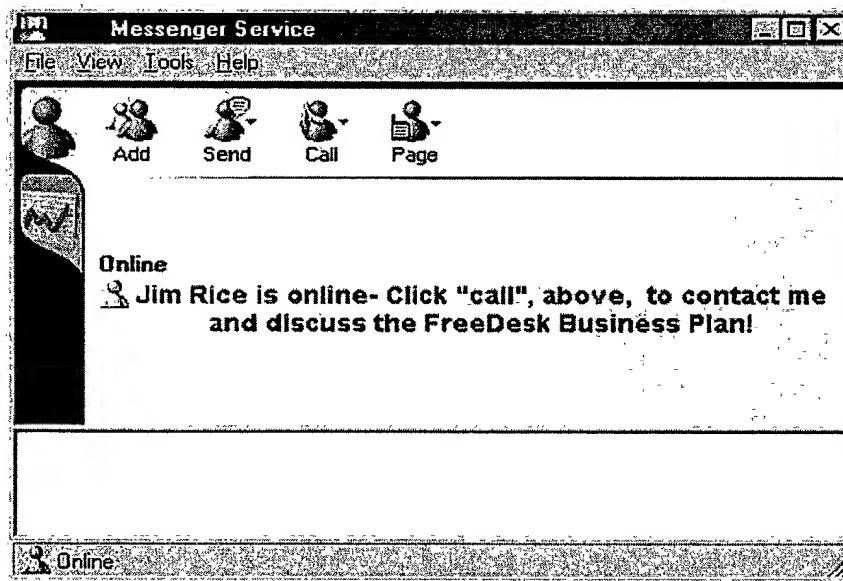 Messenger Service
File View Tools Help
Add Send Call Page
Online
Jim Rice is online- Click "call", above, to contact me
and discuss the FreeDesk Business Plan!
Online